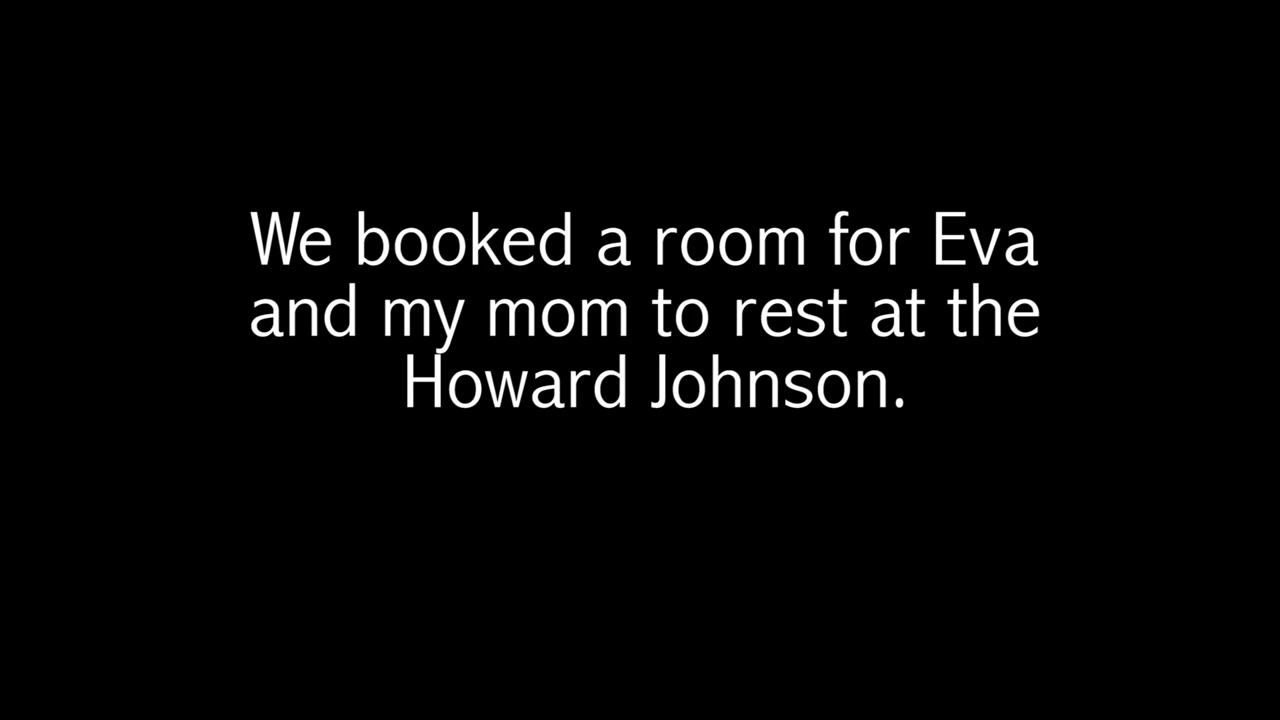 We booked a room for Eva
and my mom to rest at the
Howard Johnson.